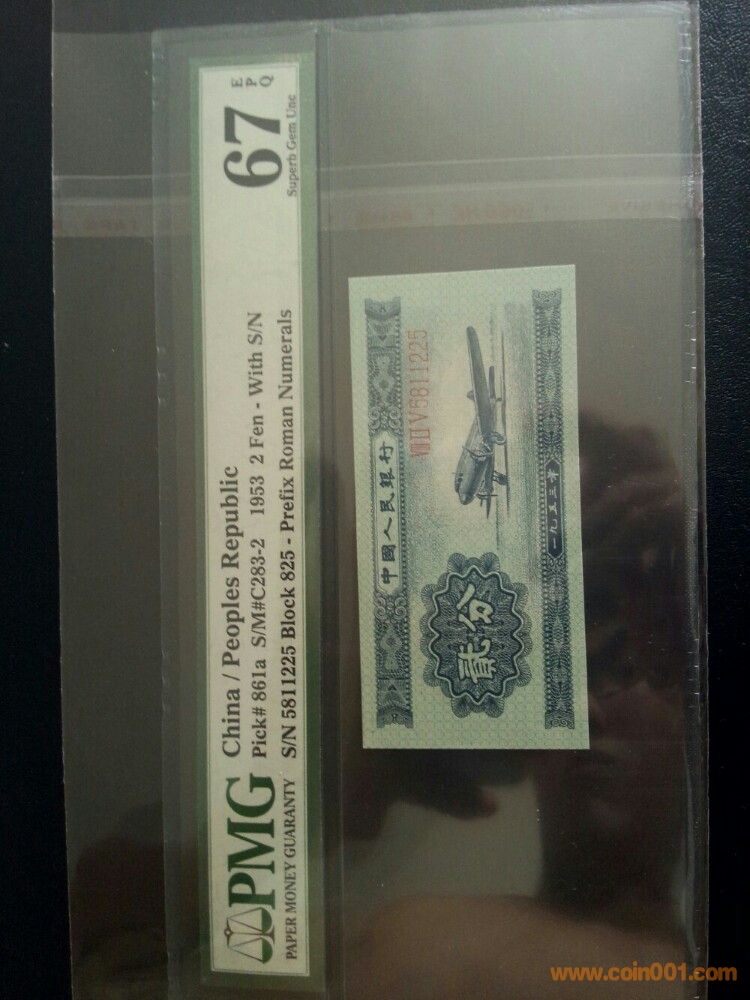 PMG
PAPER MONEY GUARANTY
China / Peoples Republic
Pick# 861a S/M#C283-2 1953 2 Fen - With S/N
S/N 5811225 Block 825 - Prefix Roman Numerals
67
EPQ
Superb Gem Unc
中國人民銀行
VIIIIIV5811225
貳分
一九五三年
www.coin001.com